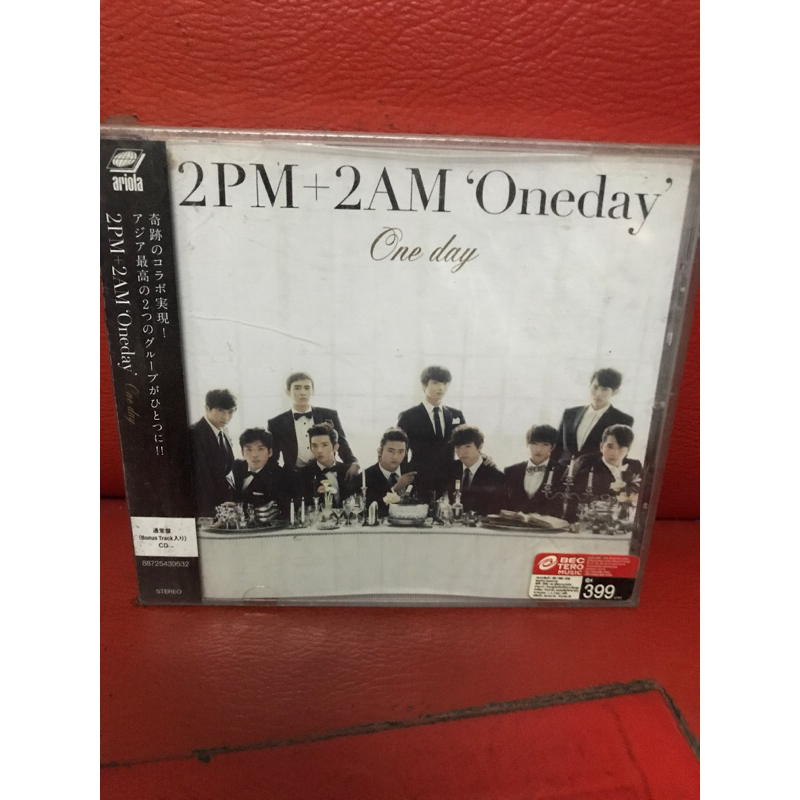 ariola
奇跡のコラボ実現!
アジア最高の2つのグループがひとつに!!
2PM+2AM 'Oneday' One day
通常盤
(Bonus Track入り)
CD
88725430532
STEREO
2PM+2AM ‘Oneday’
One day
BEC
TERO
MUSIC
399